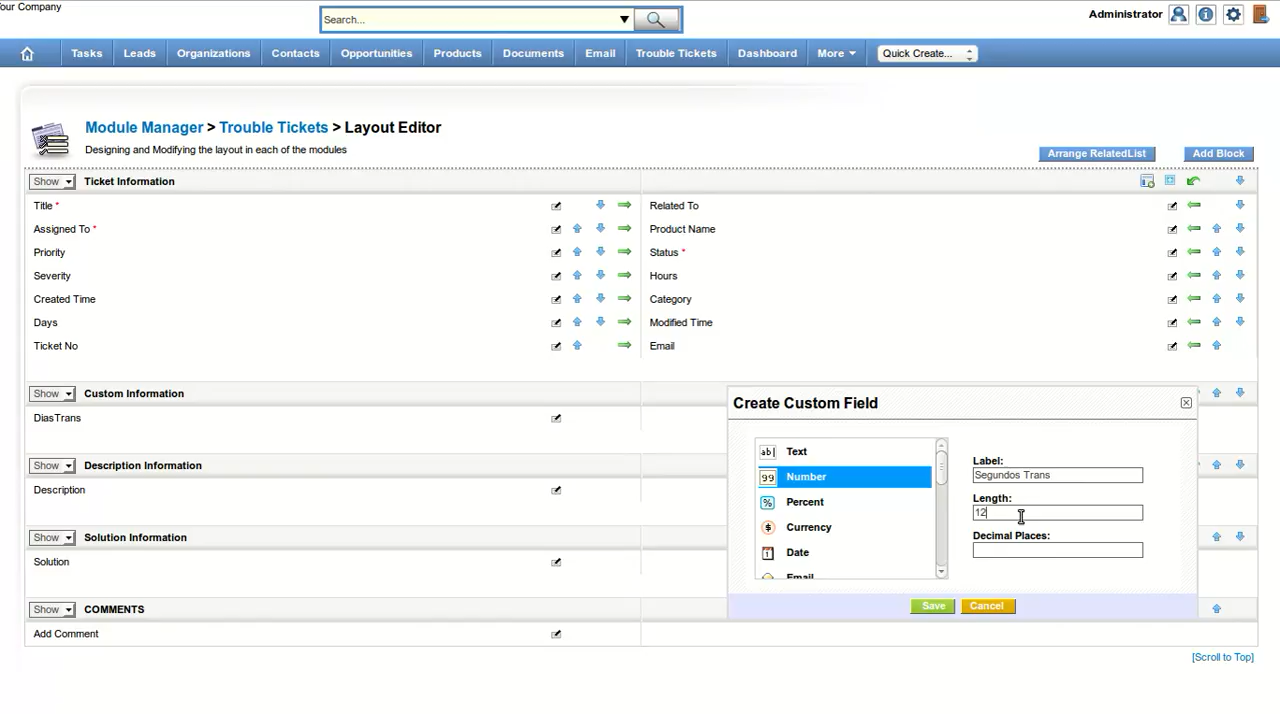 Your Company
Search...
Administrator
Tasks Leads Organizations Contacts Opportunities Products Documents Email Trouble Tickets Dashboard More Quick Create...
Module Manager > Trouble Tickets > Layout Editor
Designing and Modifying the layout in each of the modules
Arrange RelatedList Add Block
Show Ticket Information
Title * Related To
Assigned To * Product Name
Priority Status *
Severity Hours
Created Time Category
Days Modified Time
Ticket No Email
Show Custom Information
DiasTrans
Show Description Information
Description
Show Solution Information
Solution
Show COMMENTS
Add Comment
Create Custom Field
ab| Text
99 Number
% Percent
$ Currency
1 Date
Email
Label:
Segundos Trans
Length:
12
Decimal Places:
Save Cancel
[Scroll to Top]